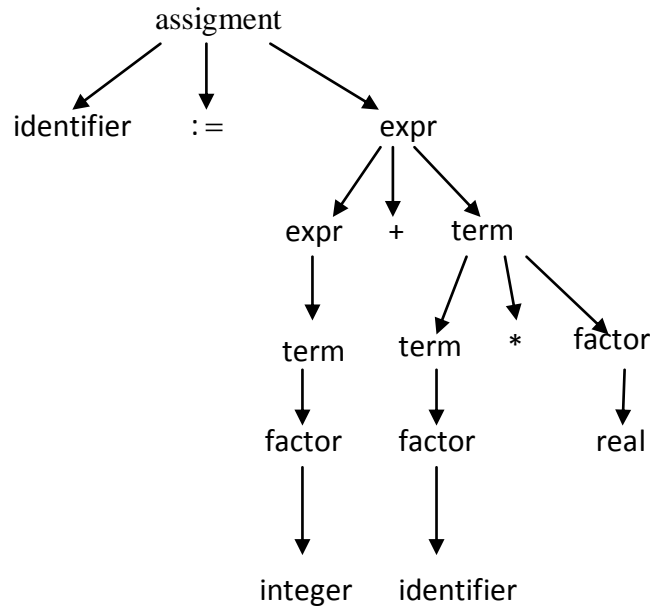 assigment
identifier := expr
expr + term
term term * factor
factor factor real
integer identifier